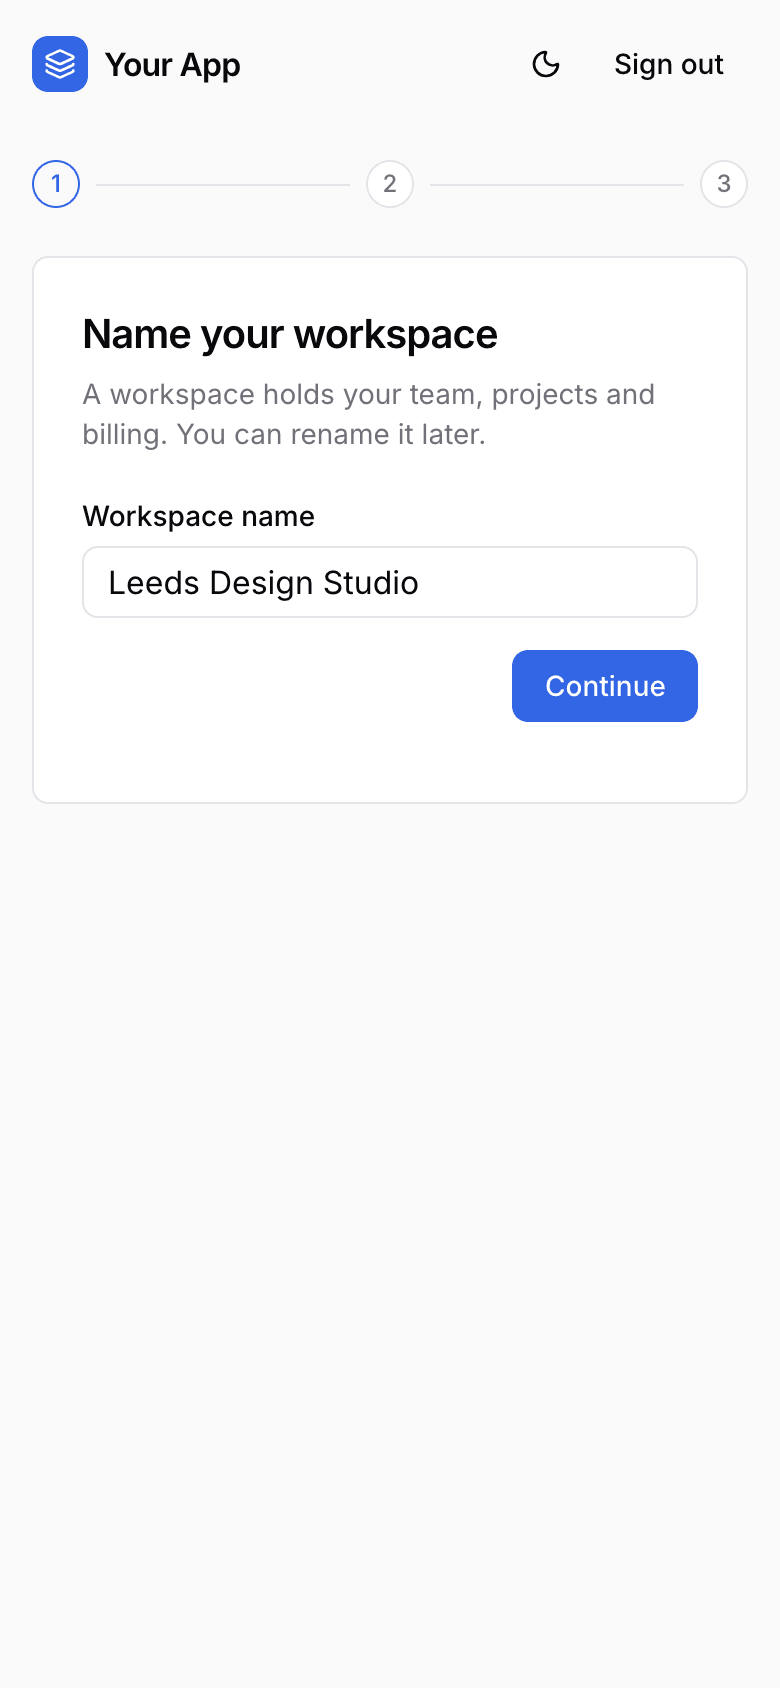 Your App
Sign out
1
2
3
Name your workspace
A workspace holds your team, projects and
billing. You can rename it later.
Workspace name
Leeds Design Studio
Continue